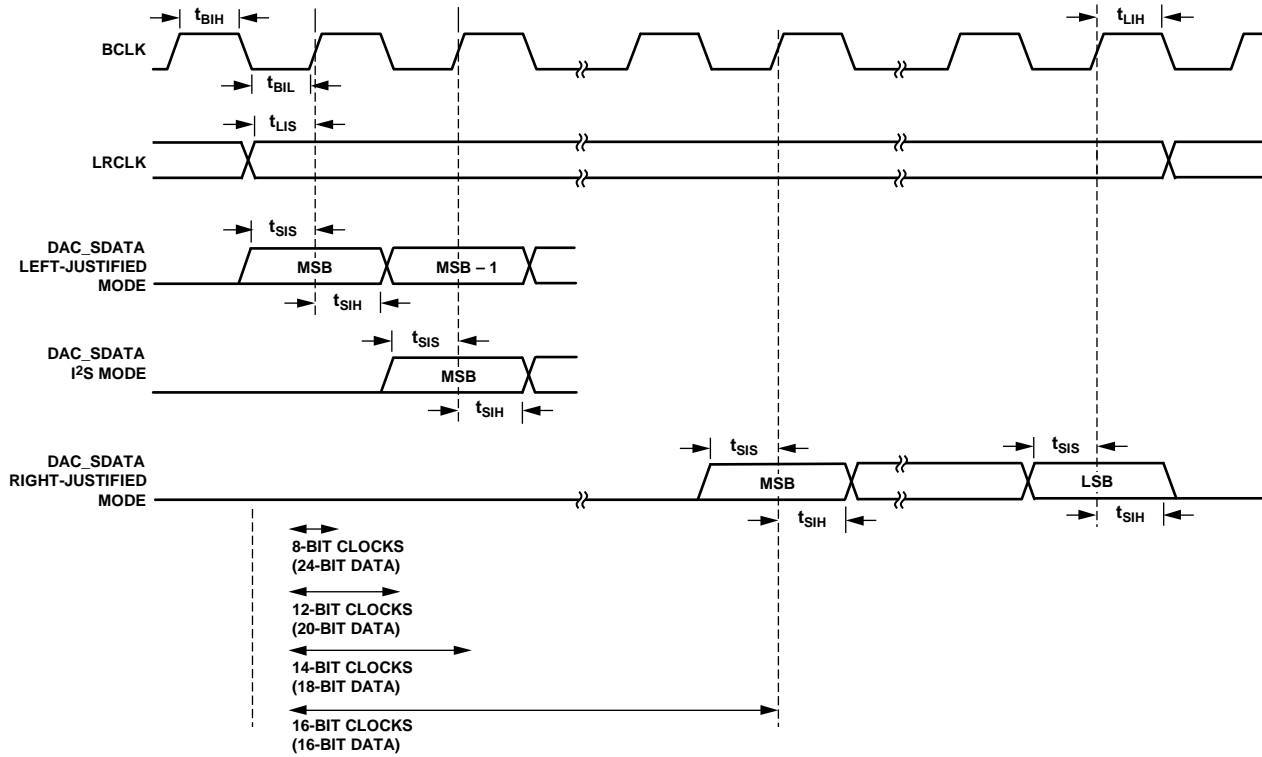 tBIH
tLIH
BCLK
tBIL
tLIS
LRCLK
tSIS
DAC_SDATA
LEFT-JUSTIFIED
MODE
MSB
MSB – 1
tSIH
tSIS
DAC_SDATA
I²S MODE
MSB
tSIH
tSIS
tSIS
DAC_SDATA
RIGHT-JUSTIFIED
MODE
MSB
LSB
tSIH
tSIH
8-BIT CLOCKS
(24-BIT DATA)
12-BIT CLOCKS
(20-BIT DATA)
14-BIT CLOCKS
(18-BIT DATA)
16-BIT CLOCKS
(16-BIT DATA)